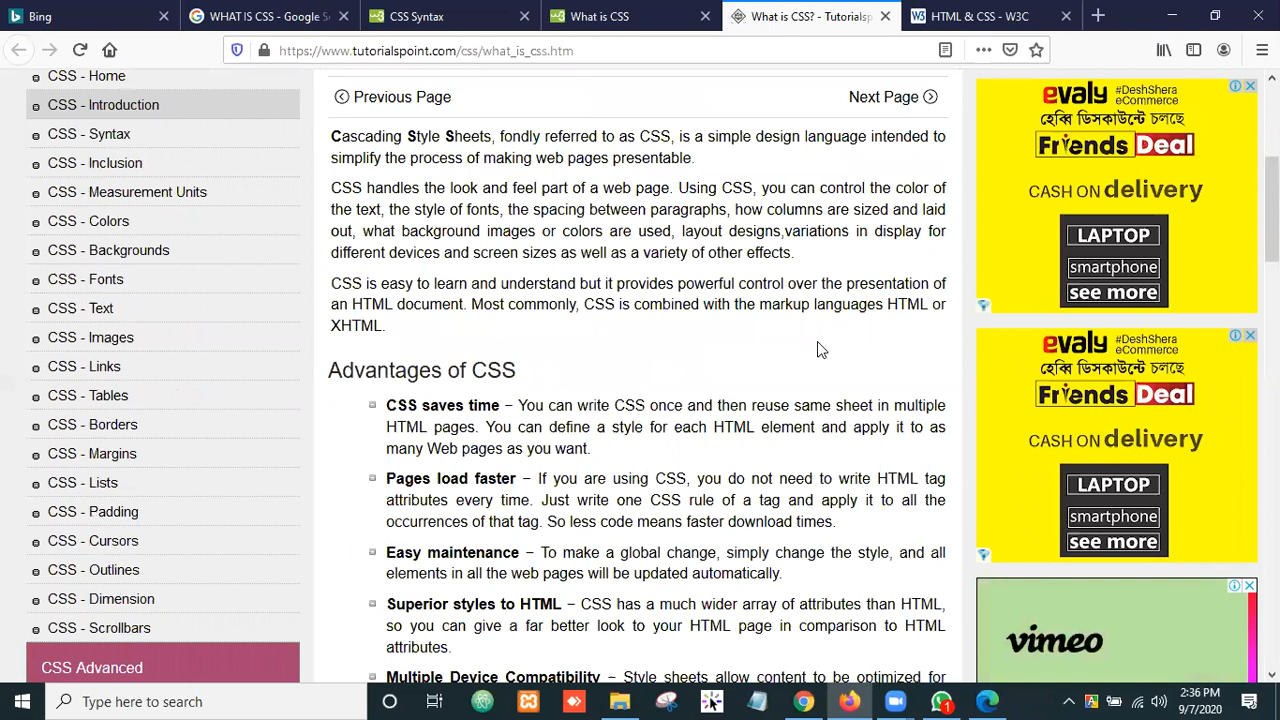 Bing
WHAT IS CSS - Google S
CSS Syntax
What is CSS
What is CSS? - Tutorialsp
HTML & CSS - W3C
https://www.tutorialspoint.com/css/what_is_css.htm
CSS - Home
CSS - Introduction
CSS - Syntax
CSS - Inclusion
CSS - Measurement Units
CSS - Colors
CSS - Backgrounds
CSS - Fonts
CSS - Text
CSS - Images
CSS - Links
CSS - Tables
CSS - Borders
CSS - Margins
CSS - Lists
CSS - Padding
CSS - Cursors
CSS - Outlines
CSS - Dimension
CSS - Scrollbars
CSS Advanced
Previous Page
Next Page
Cascading Style Sheets, fondly referred to as CSS, is a simple design language intended to
simplify the process of making web pages presentable.
CSS handles the look and feel part of a web page. Using CSS, you can control the color of
the text, the style of fonts, the spacing between paragraphs, how columns are sized and laid
out, what background images or colors are used, layout designs,variations in display for
different devices and screen sizes as well as a variety of other effects.
CSS is easy to learn and understand but it provides powerful control over the presentation of
an HTML document. Most commonly, CSS is combined with the markup languages HTML or
XHTML.
Advantages of CSS
CSS saves time − You can write CSS once and then reuse same sheet in multiple
HTML pages. You can define a style for each HTML element and apply it to as
many Web pages as you want.
Pages load faster − If you are using CSS, you do not need to write HTML tag
attributes every time. Just write one CSS rule of a tag and apply it to all the
occurrences of that tag. So less code means faster download times.
Easy maintenance − To make a global change, simply change the style, and all
elements in all the web pages will be updated automatically.
Superior styles to HTML − CSS has a much wider array of attributes than HTML,
so you can give a far better look to your HTML page in comparison to HTML
attributes.
Multiple Device Compatibility − Style sheets allow content to be optimized for
evaly #DeshShera
eCommerce
হেব্বি ডিসকাউন্টে চলছে
Friends Deal
CASH ON delivery
LAPTOP
smartphone
see more
evaly #DeshShera
eCommerce
হেব্বি ডিসকাউন্টে চলছে
Friends Deal
CASH ON delivery
LAPTOP
smartphone
see more
vimeo
Type here to search
1
2:36 PM
9/7/2020